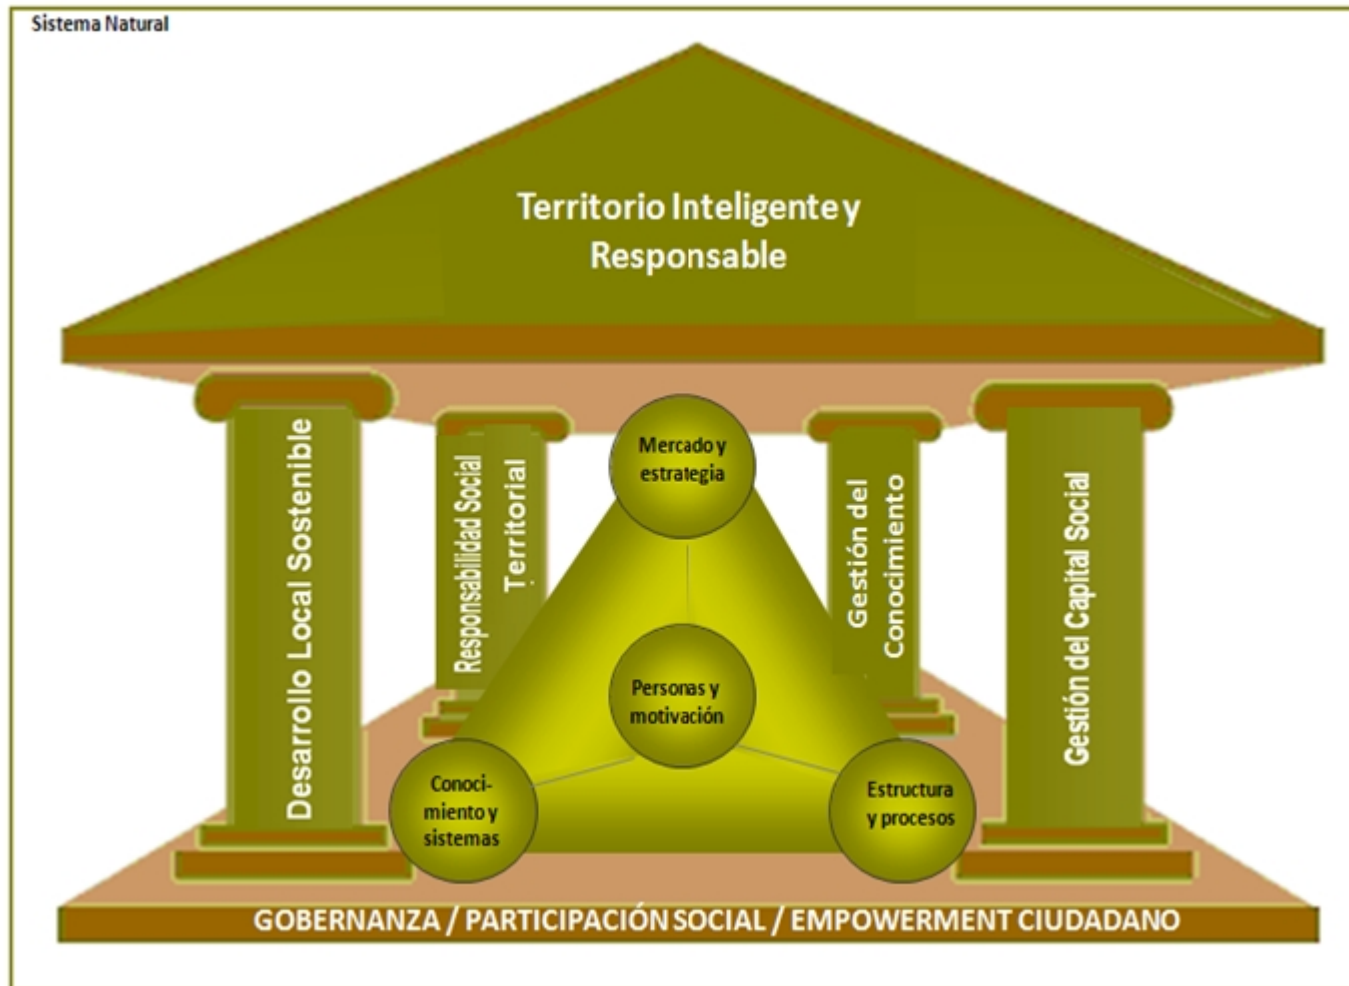 Sistema Natural
Territorio Inteligente y
Responsable
Desarrollo Local Sostenible
Responsabilidad Social
Territorial
Mercado y
estrategia
Gestión del
Conocimiento
Gestión del Capital Social
Personas y
motivación
Conoci-
miento y
sistemas
Estructura
y procesos
GOBERNANZA / PARTICIPACIÓN SOCIAL / EMPOWERMENT CIUDADANO